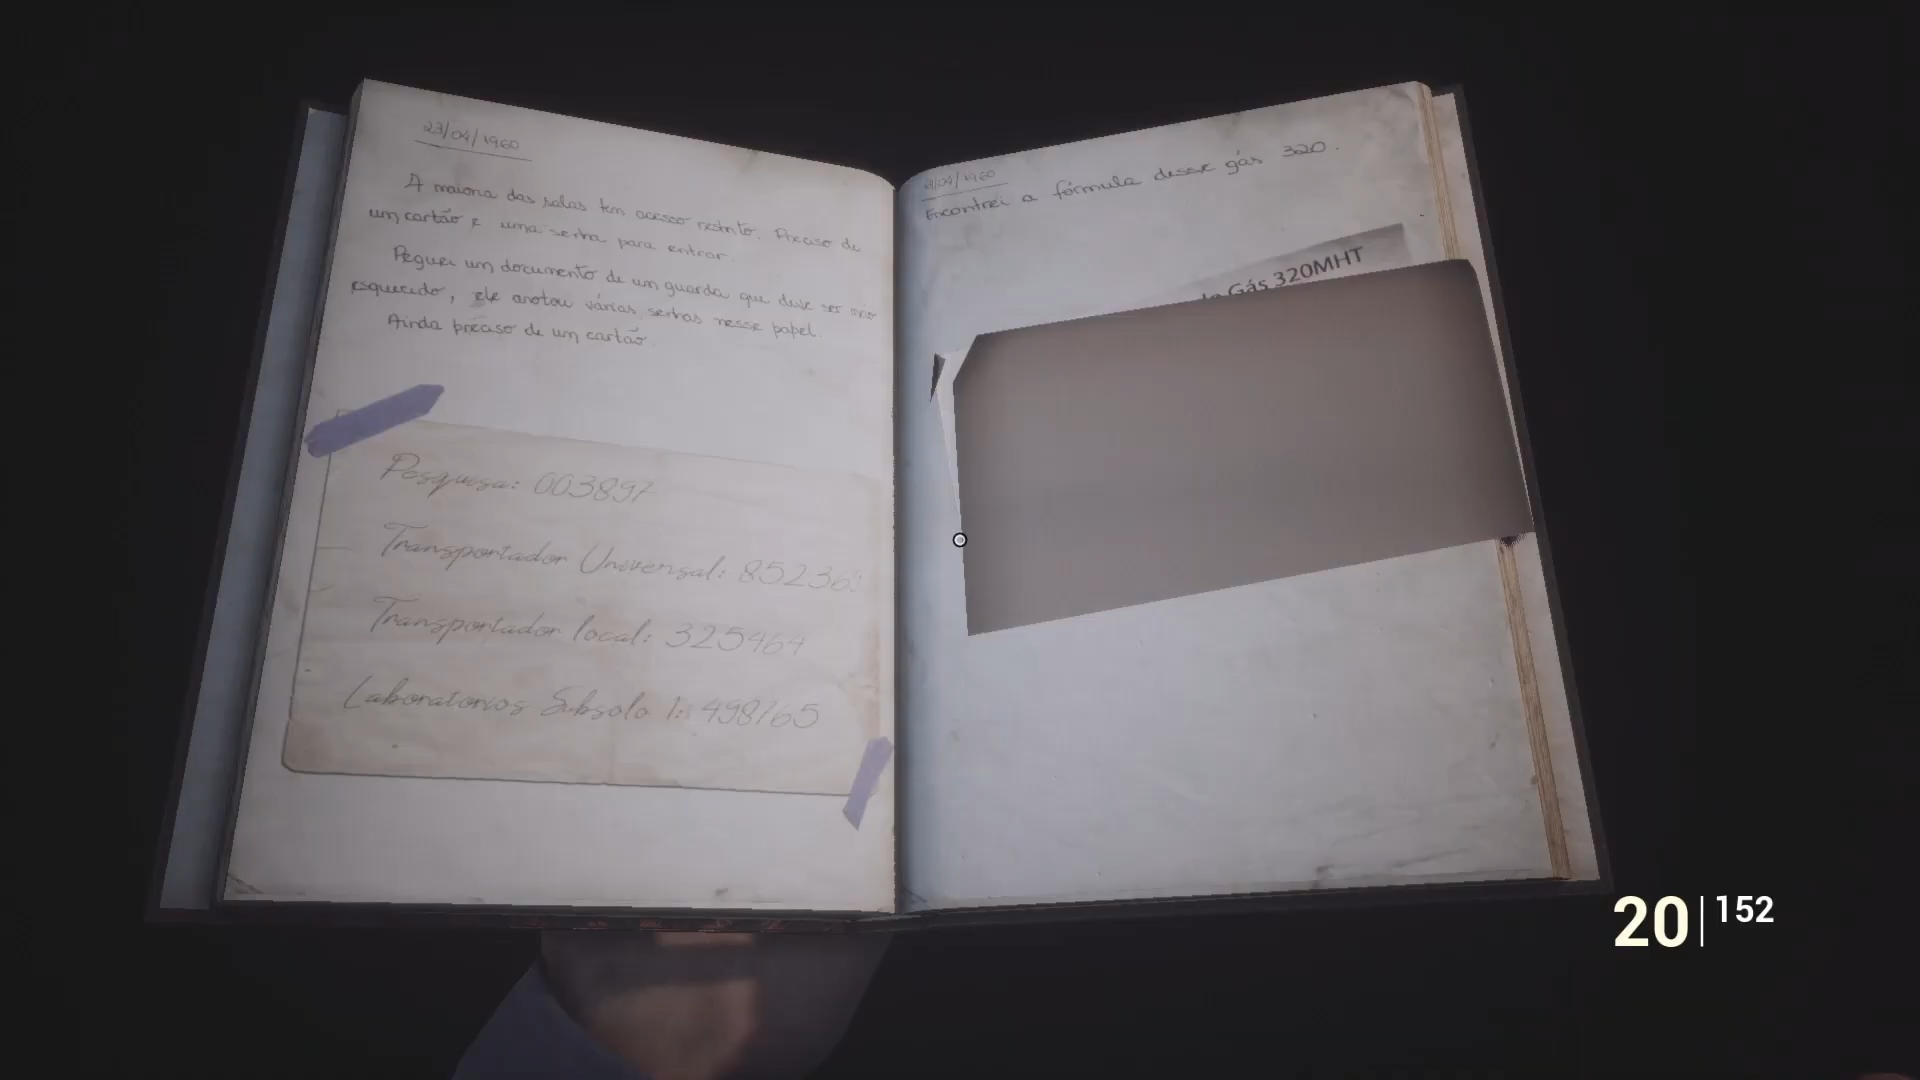 23/04/1960
A maioria das salas tem acesso restrito. Preciso de
um cartão e uma senha para entrar.
Peguei um documento de um guarda que deve ser
esquecido, ele anotou várias senhas nesse papel.
Ainda preciso de um cartão.
Pesquisa: 003897
Transportador Universal:
Transportador local: 325464
Laboratorios Subsolo 1:
/04/1960
Encontrei a fórmula desse gás 320.
Gás 320MHT
20 | 152